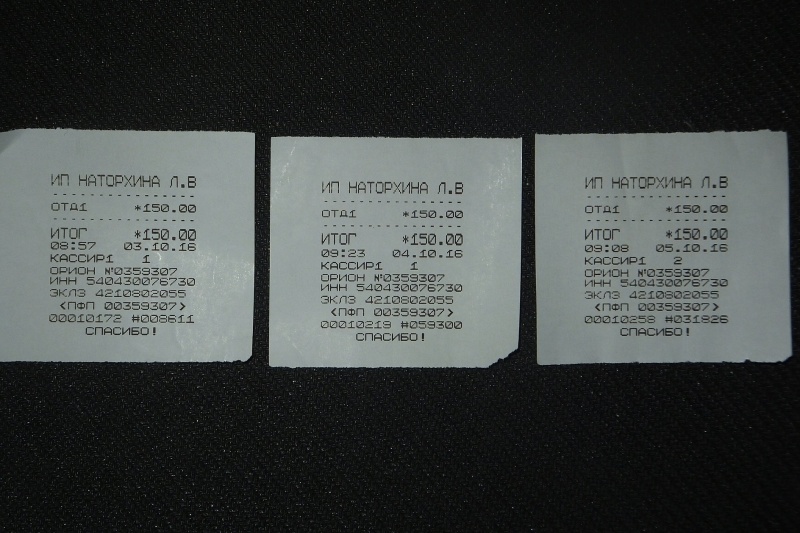 ИП НАТОРХИНА Л.В
ОТД1 *150.00
ИТОГ *150.00
08:57 03.10.16
КАССИР1 1
ОРИОН №0359307
ИНН 540430076730
ЭКЛЗ 4210802055
<ПФП 00359307>
00010172 #008611
СПАСИБО!
ИП НАТОРХИНА Л.В
ОТД1 *150.00
ИТОГ *150.00
09:23 04.10.16
КАССИР1 1
ОРИОН №0359307
ИНН 540430076730
ЭКЛЗ 4210802055
<ПФП 00359307>
00010219 #059300
СПАСИБО!
ИП НАТОРХИНА Л.В
ОТД1 *150.00
ИТОГ *150.00
09:08 05.10.16
КАССИР1 2
ОРИОН №0359307
ИНН 540430076730
ЭКЛЗ 4210802055
<ПФП 00359307>
00010258 #031826
СПАСИБО!